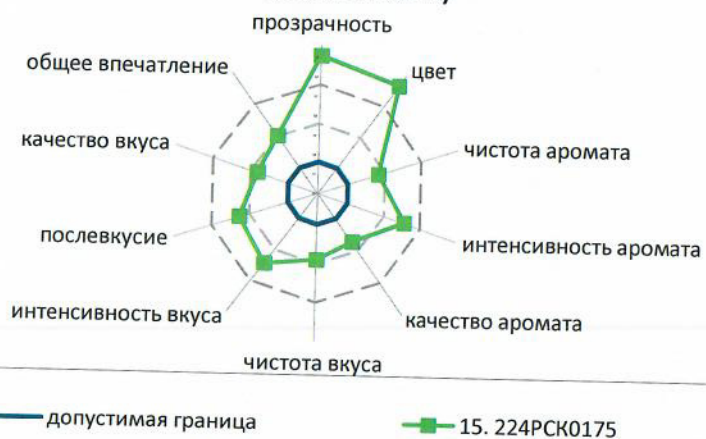 прозрачность
общее впечатление
цвет
качество вкуса
чистота аромата
послевкусие
интенсивность аромата
интенсивность вкуса
качество аромата
чистота вкуса
допустимая граница
15. 224РСК0175